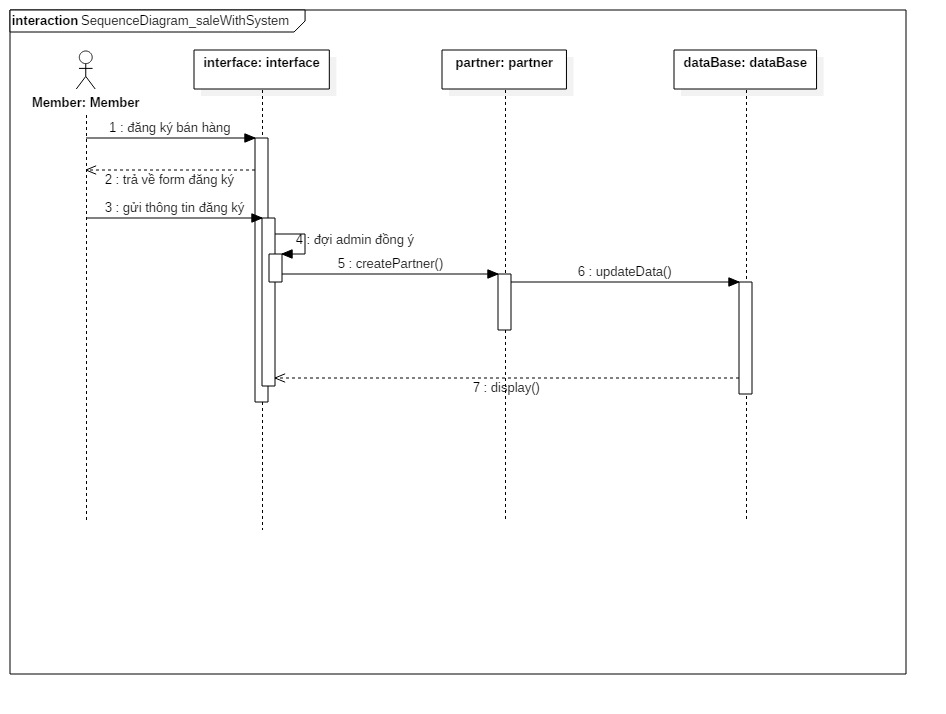 interaction SequenceDiagram_saleWithSystem
interface: interface
partner: partner
dataBase: dataBase
Member: Member
1 : đăng ký bán hàng
2 : trả về form đăng ký
3 : gửi thông tin đăng ký
4 : đợi admin đồng ý
5 : createPartner()
6 : updateData()
7 : display()